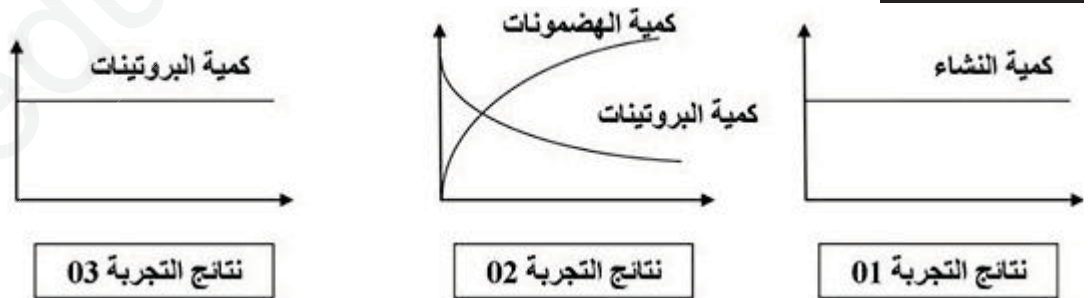 كمية النشاء
نتائج التجربة 01
كمية الهضمونات
كمية البروتينات
نتائج التجربة 02
كمية البروتينات
نتائج التجربة 03